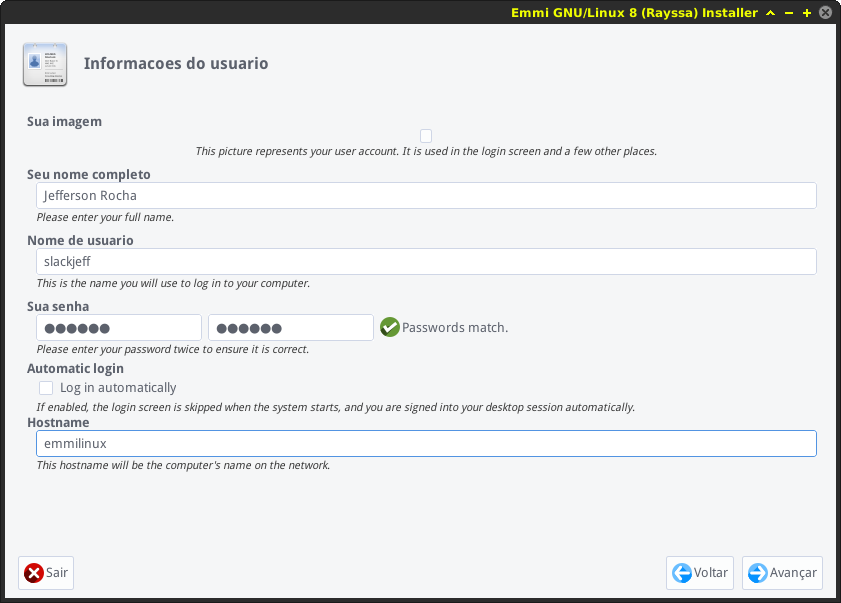 Emmi GNU/Linux 8 (Rayssa) Installer
Informacoes do usuario
Sua imagem
This picture represents your user account. It is used in the login screen and a few other places.
Seu nome completo
Jefferson Rocha
Please enter your full name.
Nome de usuario
slackjeff
This is the name you will use to log in to your computer.
Sua senha
●●●●●● ●●●●●● Passwords match.
Please enter your password twice to ensure it is correct.
Automatic login
Log in automatically
If enabled, the login screen is skipped when the system starts, and you are signed into your desktop session automatically.
Hostname
emmilinux
This hostname will be the computer's name on the network.
Sair Voltar Avançar